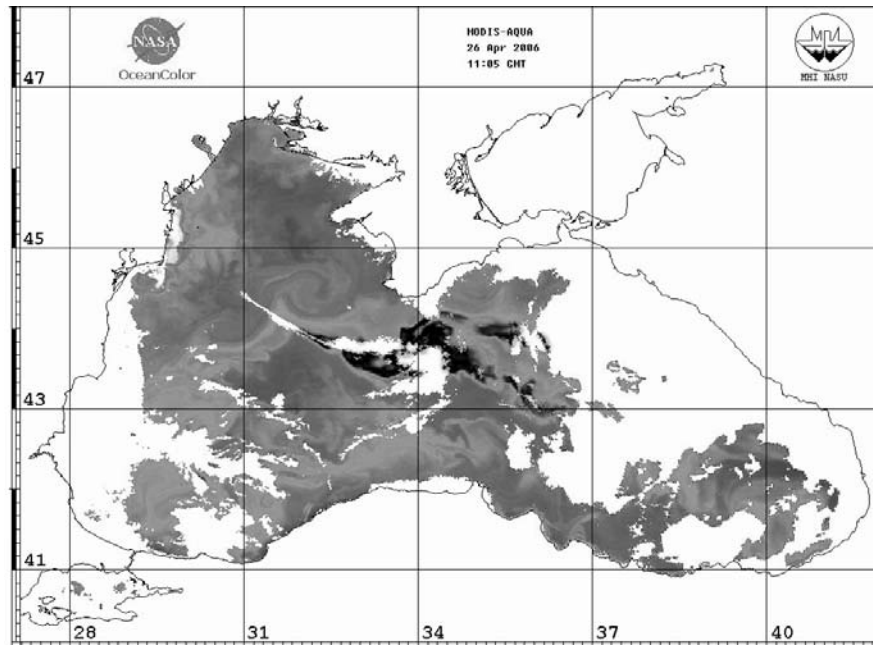 NASA
OceanColor
MODIS-AQUA
26 Apr 2006
11:05 GMT
МГИ
MHI NASU
47
45
43
41
28 31 34 37 40